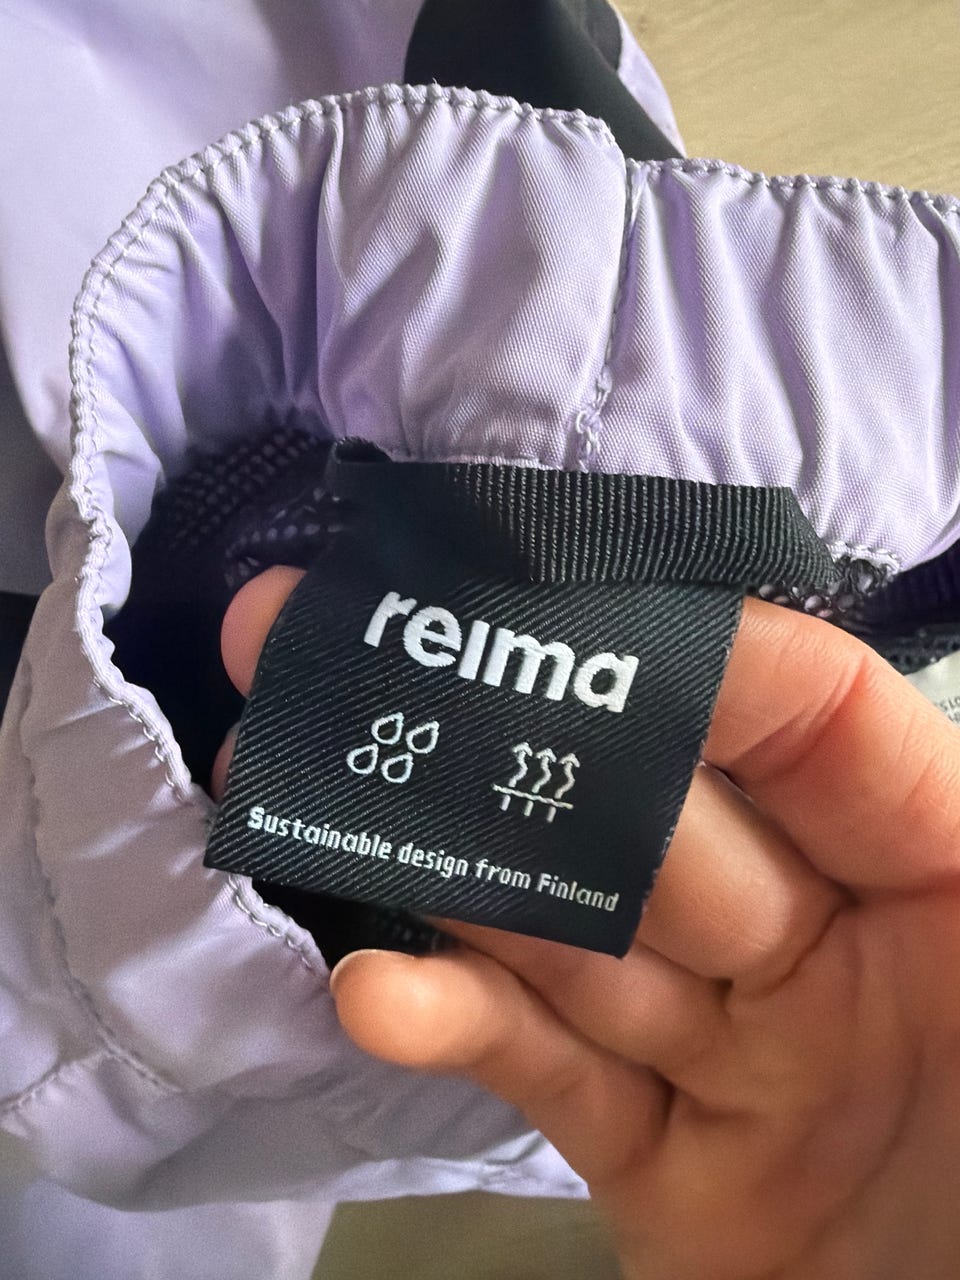 reima
Sustainable design from Finland